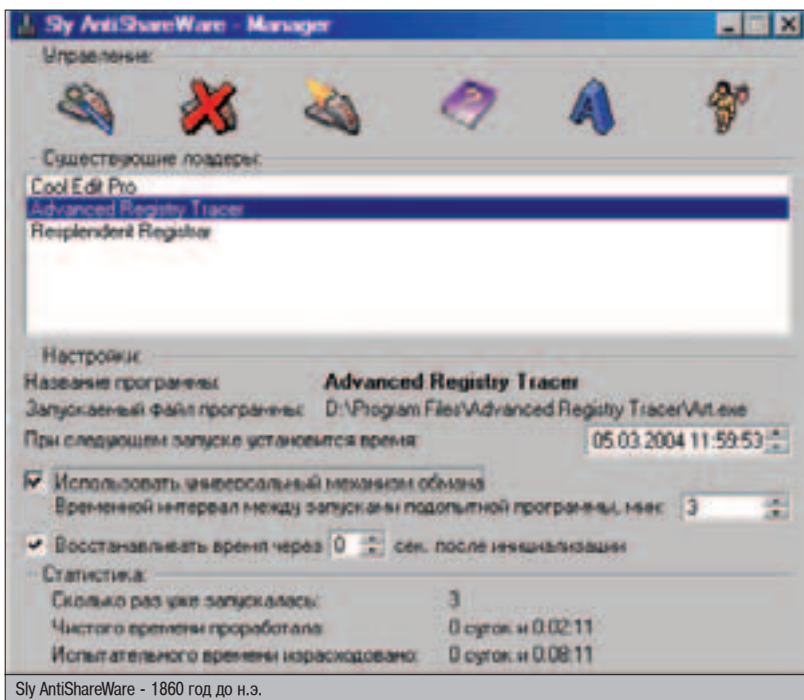 Sly AntiShareWare - Manager
Управление:
Существующие лоадеры:
Cool Edit Pro
Advanced Registry Tracer
Resplendent Registrar
Настройки:
Название программы: Advanced Registry Tracer
Запускаемый файл программы: D:\Program Files\Advanced Registry Tracer\Art.exe
При следующем запуске установится время: 05.03.2004 11:59:53
Использовать универсальный механизм обмана
Временной интервал между запусками подопытной программы, мин: 3
Восстанавливать время через 0 сек. после инициализации
Статистика:
Сколько раз уже запускалась: 3
Чистого времени проработала: 0 суток и 0:02:11
Испытательного времени израсходовано: 0 суток и 0:08:11
Sly AntiShareWare - 1860 год до н.э.